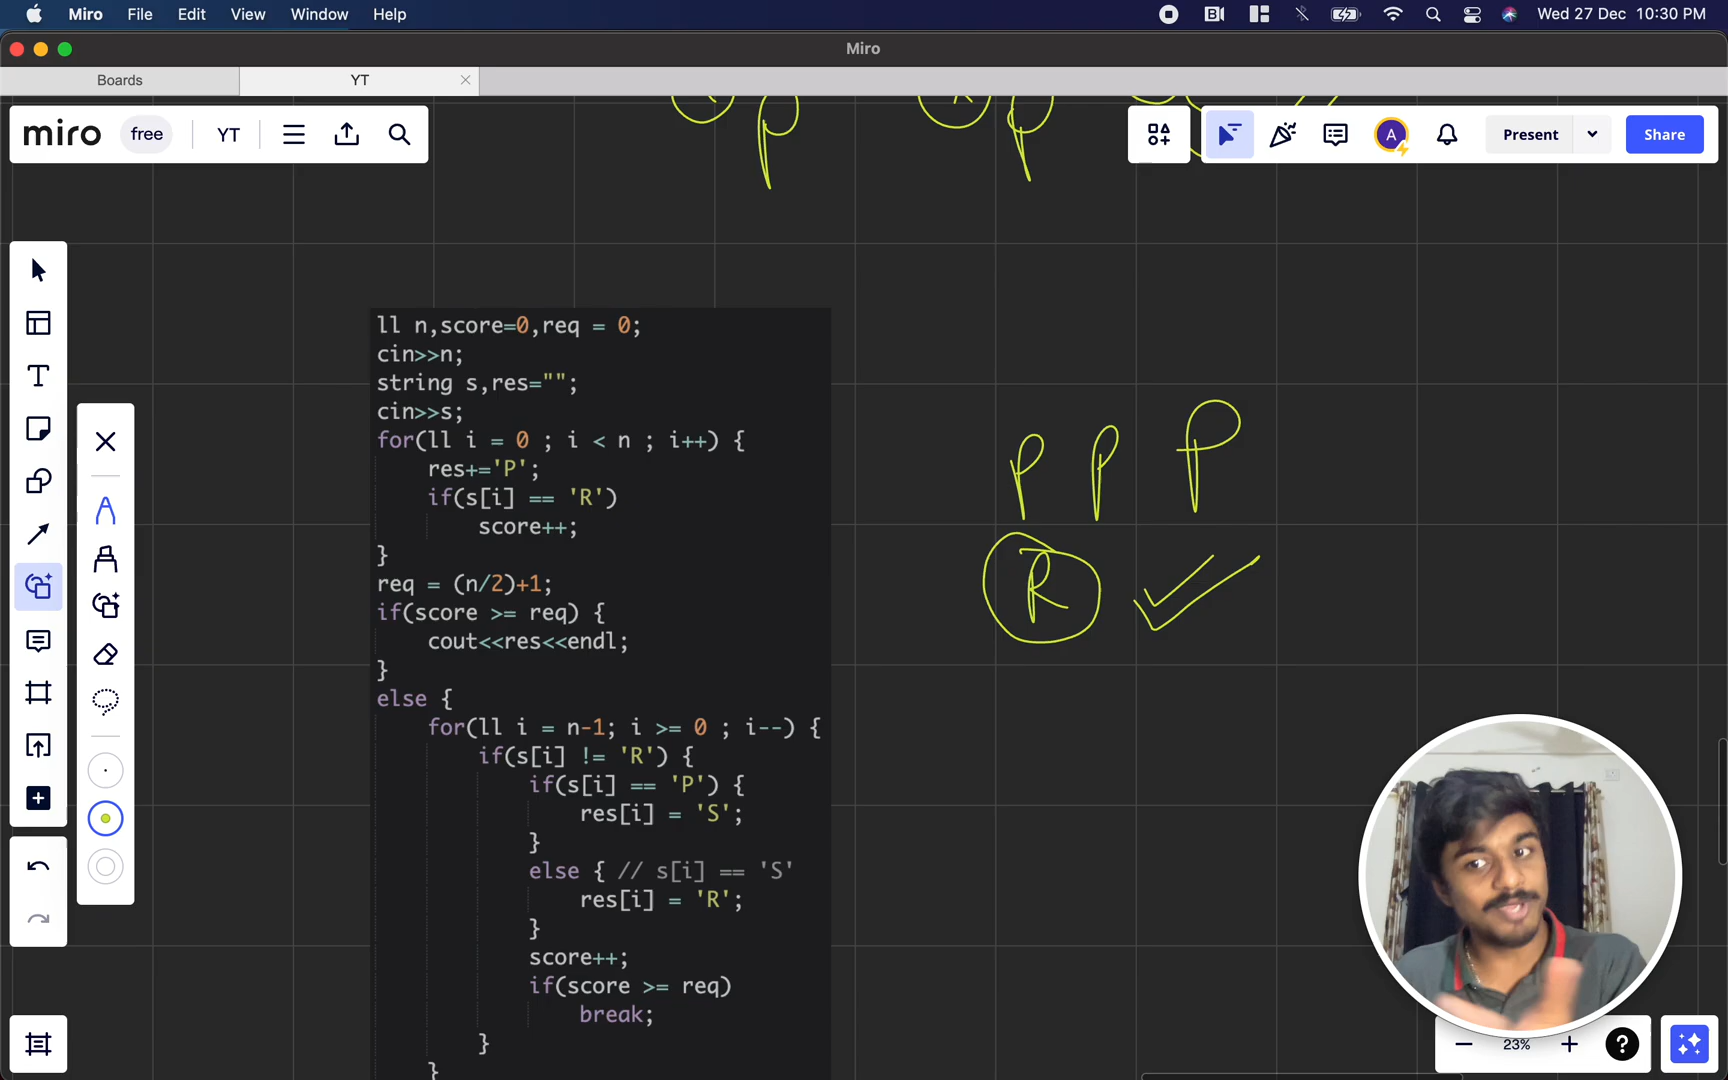 Miro File Edit View Window Help
Wed 27 Dec 10:30 PM
Miro
Boards
YT
miro free YT
A
Present
Share
P P
P
ll n,score=0,req = 0;
cin>>n;
string s,res="";
cin>>s;
for(ll i = 0 ; i < n ; i++) {
res+='P';
if(s[i] == 'R')
score++;
}
req = (n/2)+1;
if(score >= req) {
cout<<res<<endl;
}
else {
for(ll i = n-1; i >= 0 ; i--) {
if(s[i] != 'R') {
if(s[i] == 'P') {
res[i] = 'S';
}
else { // s[i] == 'S'
res[i] = 'R';
}
score++;
if(score >= req)
break;
}
}
P P P
R
23%
?